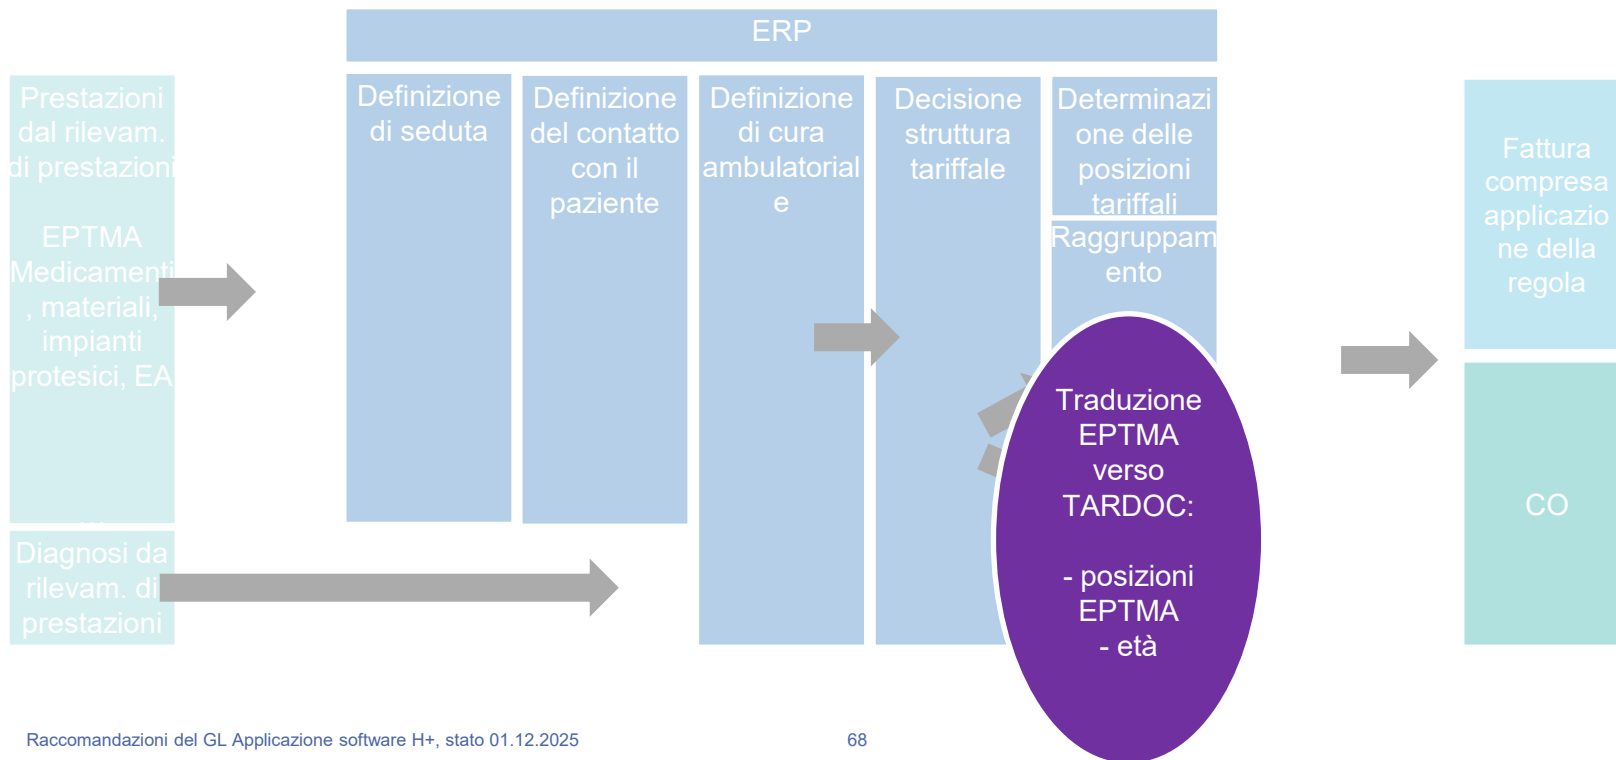 ERP
Prestazioni
dal rilevam.
di prestazioni
EPTMA
Medicamenti
, materiali,
impianti
protesici, EA
...
Diagnosi da
rilevam. di
prestazioni
Definizione
di seduta
Definizione
del contatto
con il
paziente
Definizione
di cura
ambulatorial
e
Decisione
struttura
tariffale
Determinazi
one delle
posizioni
tariffali
Raggruppam
ento
Traduzione
EPTMA
verso
TARDOC:
- posizioni
EPTMA
- età
Fattura
compresa
applicazio
ne della
regola
CO
Raccomandazioni del GL Applicazione software H+, stato 01.12.2025
68